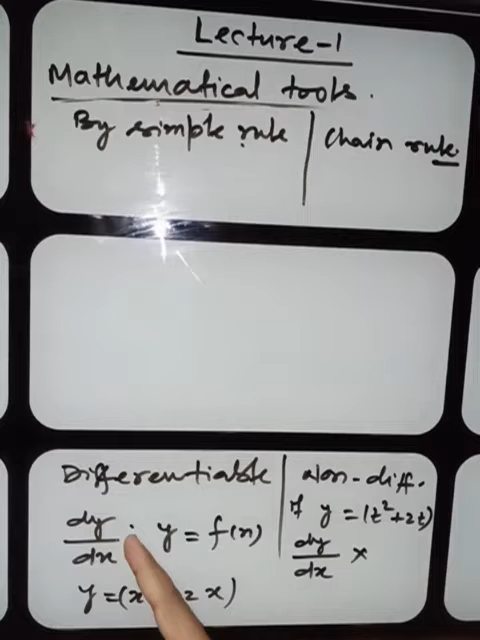 Lecture-1
Mathematical tools.
By simple rule | Chain rule.
Differentiable | Non-diff.
dy/dx . y = f(x)
If y = (t²+2t)
dy/dx ×
y = (x 2x)